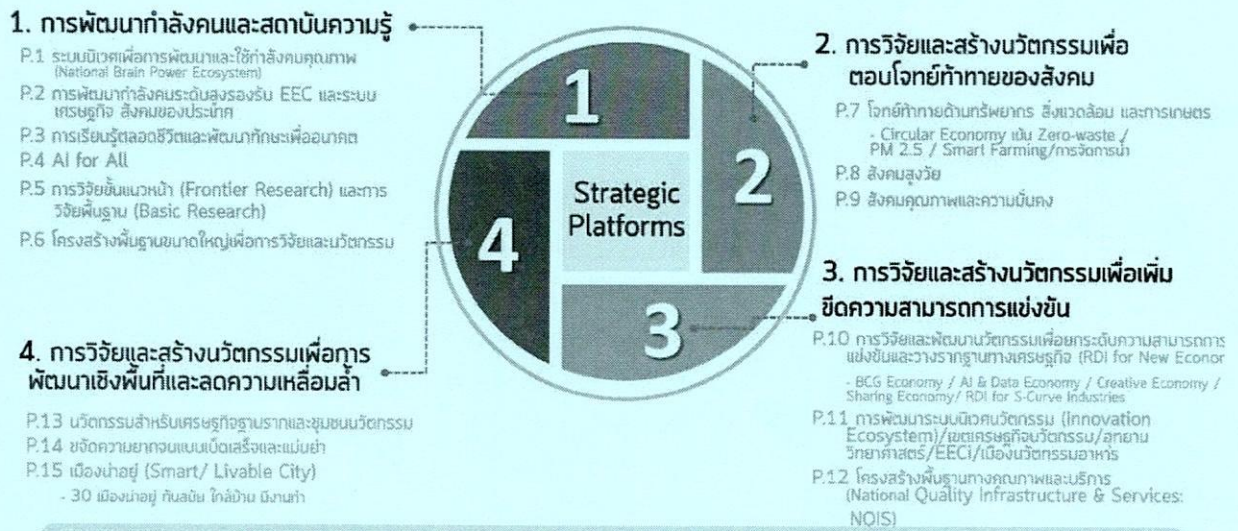 1. การพัฒนากำลังคนและสถาบันความรู้
P.1 ระบบนิเวศเพื่อการพัฒนาและใช้กำลังคนคุณภาพ
(National Brain Power Ecosystem)
P.2 การพัฒนากำลังคนระดับสูงรองรับ EEC และระบบ
เศรษฐกิจ สังคมของประเทศ
P.3 การเรียนรู้ตลอดชีวิตและพัฒนาทักษะเพื่ออนาคต
P.4 AI for All
P.5 การวิจัยขั้นแนวหน้า (Frontier Research) และการ
วิจัยพื้นฐาน (Basic Research)
P.6 โครงสร้างพื้นฐานขนาดใหญ่เพื่อการวิจัยและนวัตกรรม
1
2
3
4
Strategic
Platforms
2. การวิจัยและสร้างนวัตกรรมเพื่อ
ตอบโจทย์ท้าทายของสังคม
P.7 โจทย์ท้าทายด้านทรัพยากร สิ่งแวดล้อม และการเกษตร
- Circular Economy เช่น Zero-waste /
PM 2.5 / Smart Farming/การจัดการน้ำ
P.8 สังคมสูงวัย
P.9 สังคมคุณภาพและความมั่นคง
3. การวิจัยและสร้างนวัตกรรมเพื่อเพิ่ม
ขีดความสามารถการแข่งขัน
P.10 การวิจัยและพัฒนานวัตกรรมเพื่อยกระดับความสามารถการ
แข่งขันและวางรากฐานทางเศรษฐกิจ (RDI for New Econor
- BCG Economy / AI & Data Economy / Creative Economy /
Sharing Economy/ RDI for S-Curve Industries
P.11 การพัฒนาระบบนิเวศนวัตกรรม (Innovation
Ecosystem)/เขตเศรษฐกิจนวัตกรรม/อุทยาน
วิทยาศาสตร์/EECi/เมืองนวัตกรรมอาหาร
P.12 โครงสร้างพื้นฐานทางคุณภาพและบริการ
(National Quality Infrastructure & Services:
NQIS)
4. การวิจัยและสร้างนวัตกรรมเพื่อการ
พัฒนาเชิงพื้นที่และลดความเหลื่อมล้ำ
P.13 นวัตกรรมสำหรับเศรษฐกิจฐานรากและชุมชนนวัตกรรม
P.14 ขจัดความยากจนแบบเบ็ดเสร็จและแม่นยำ
P.15 เมืองน่าอยู่ (Smart/ Livable City)
- 30 เมืองน่าอยู่ ทันสมัย ใกล้บ้าน มีงานทำ